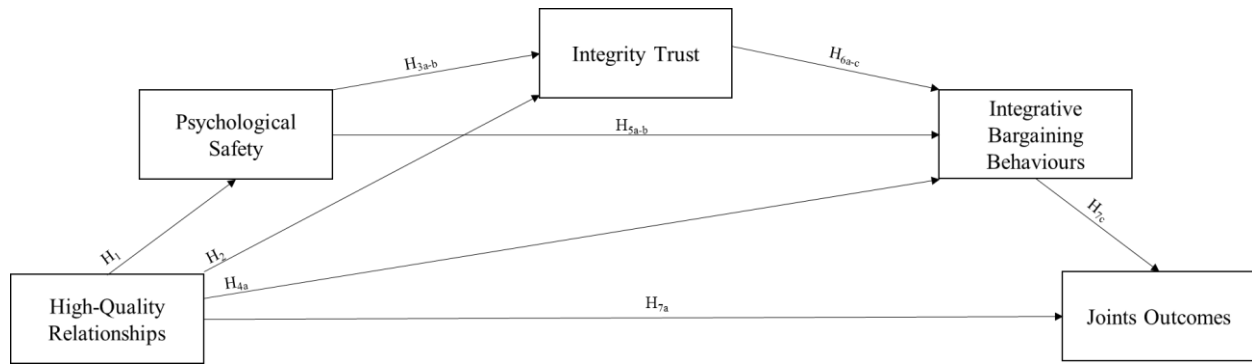 Integrity Trust
H3a-b
H6a-c
Psychological
Safety
H5a-b
Integrative
Bargaining
Behaviours
H1
H2
H4a
H7c
High-Quality
Relationships
H7a
Joints Outcomes